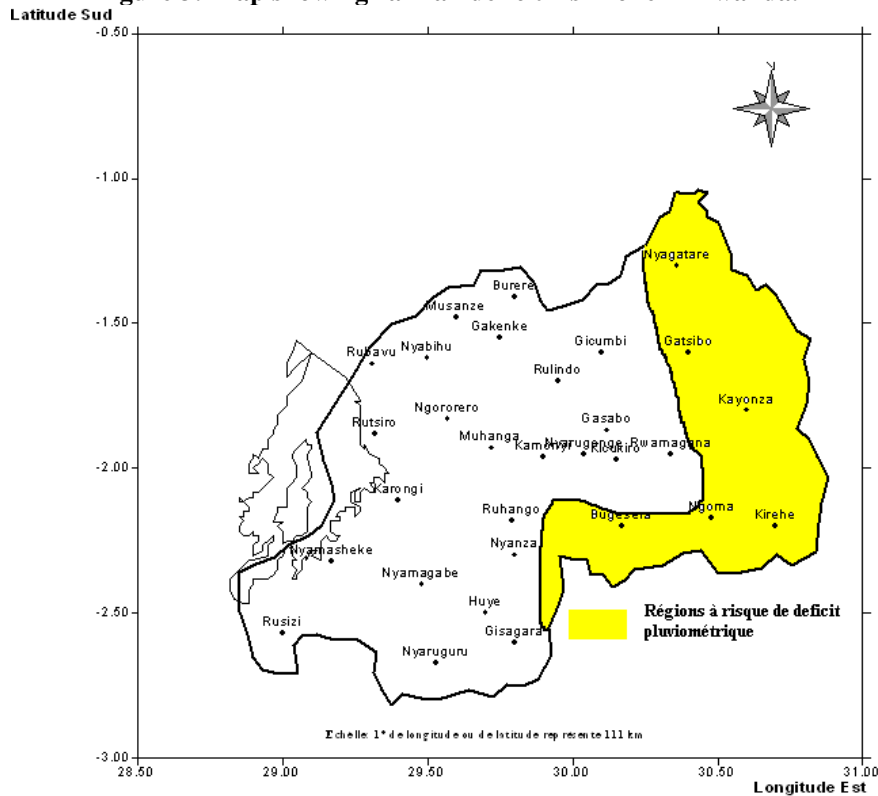 Latitude Sud
-0.50
-1.00
Nyagatare
Burere
-1.50
Musanze
Gakenke
Gicumbi
Gatsibo
Rubavu
Nyabihu
Rulindo
Kayonza
Ngororero
Rutsiro
Gasabo
Muhanga
Kamonyi
Nyarugenge
Kicukiro
Rwamagana
-2.00
Karongi
Ruhango
Bugesera
Ngoma
Kirehe
Nyanza
Nyamasheke
Nyamagabe
Huye
-2.50
Régions à risque de deficit
pluviométrique
Rusizi
Gisagara
Nyaruguru
Echelle: 1° de longitude ou de latitude représente 111 km
-3.00
28.50 29.00 29.50 30.00 30.50 31.00
Longitude Est